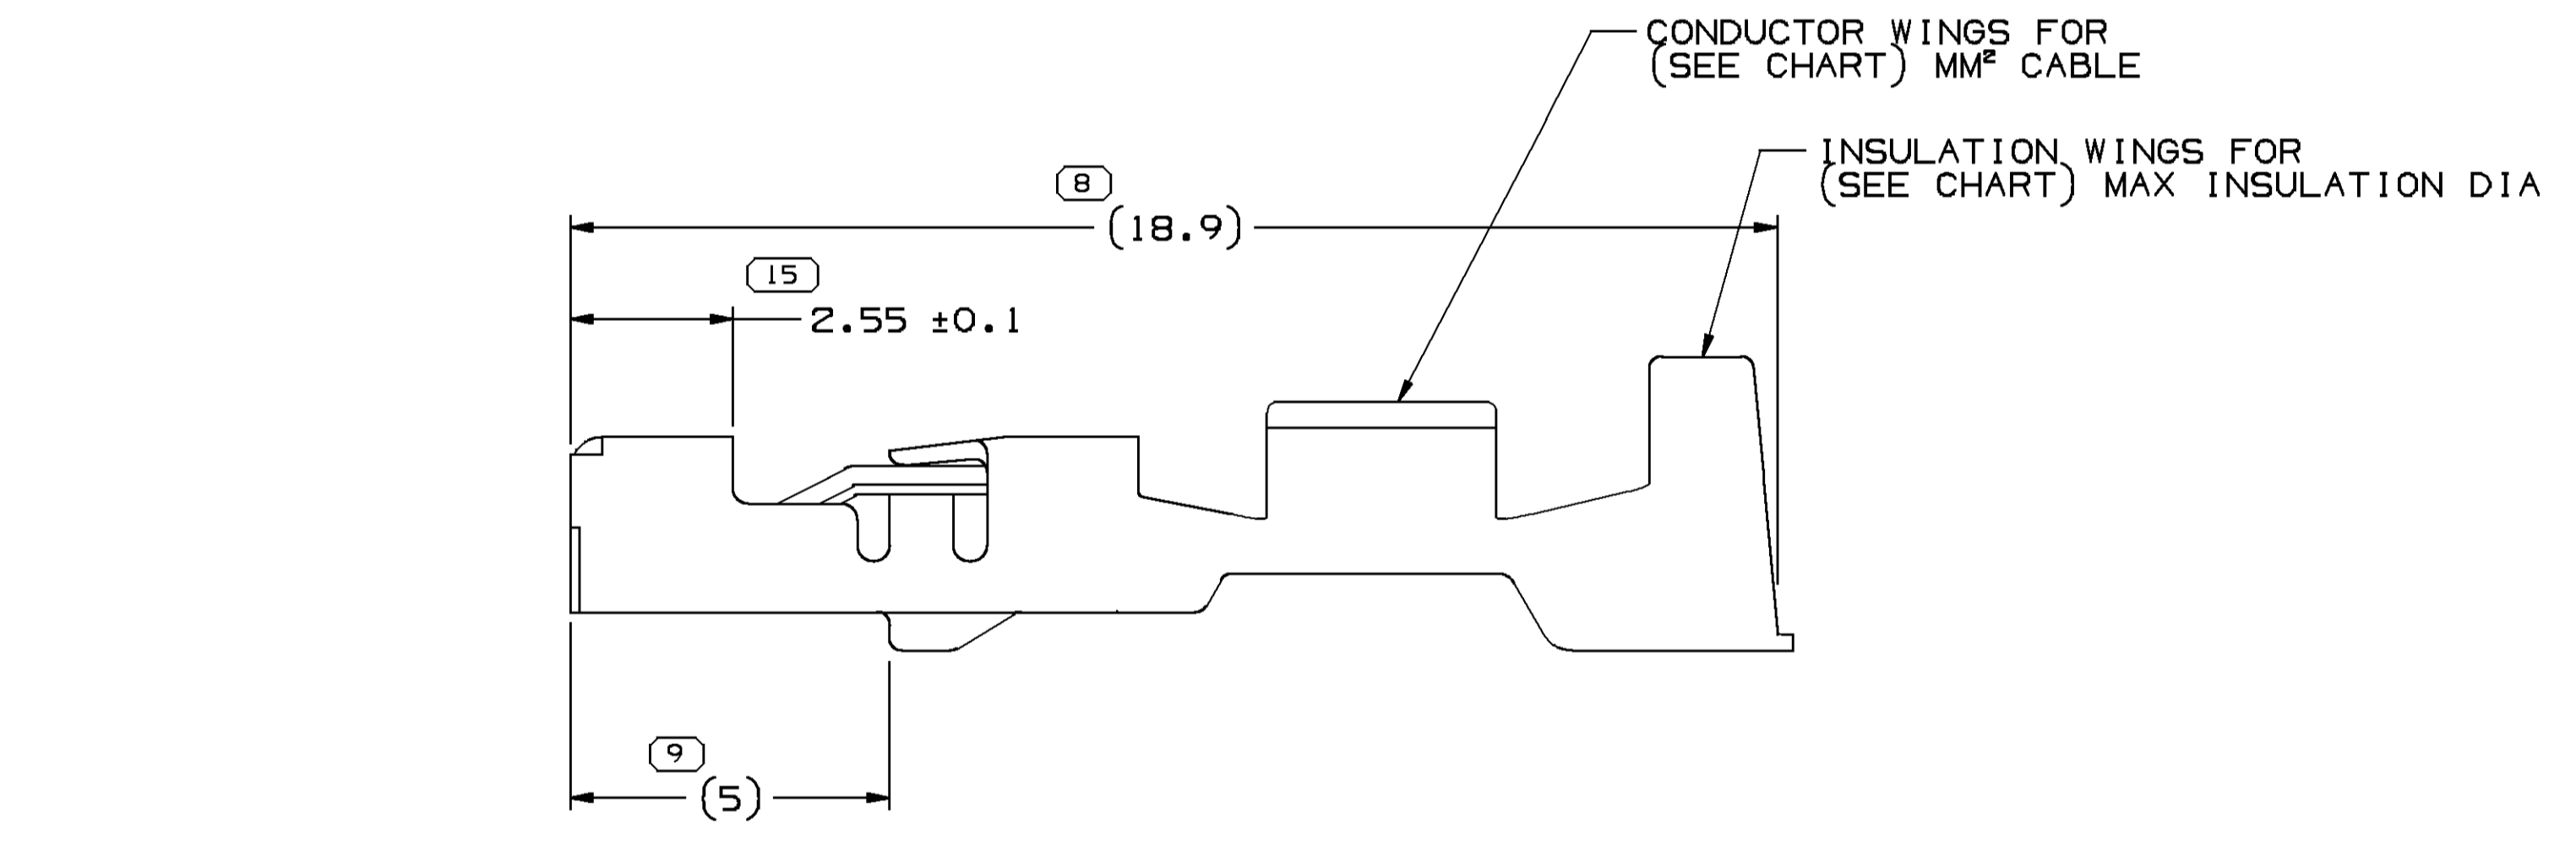 CONDUCTOR WINGS FOR
(SEE CHART) MM² CABLE
INSULATION WINGS FOR
(SEE CHART) MAX INSULATION DIA
8
(18.9)
15
2.55 ±0.1
9
(5)